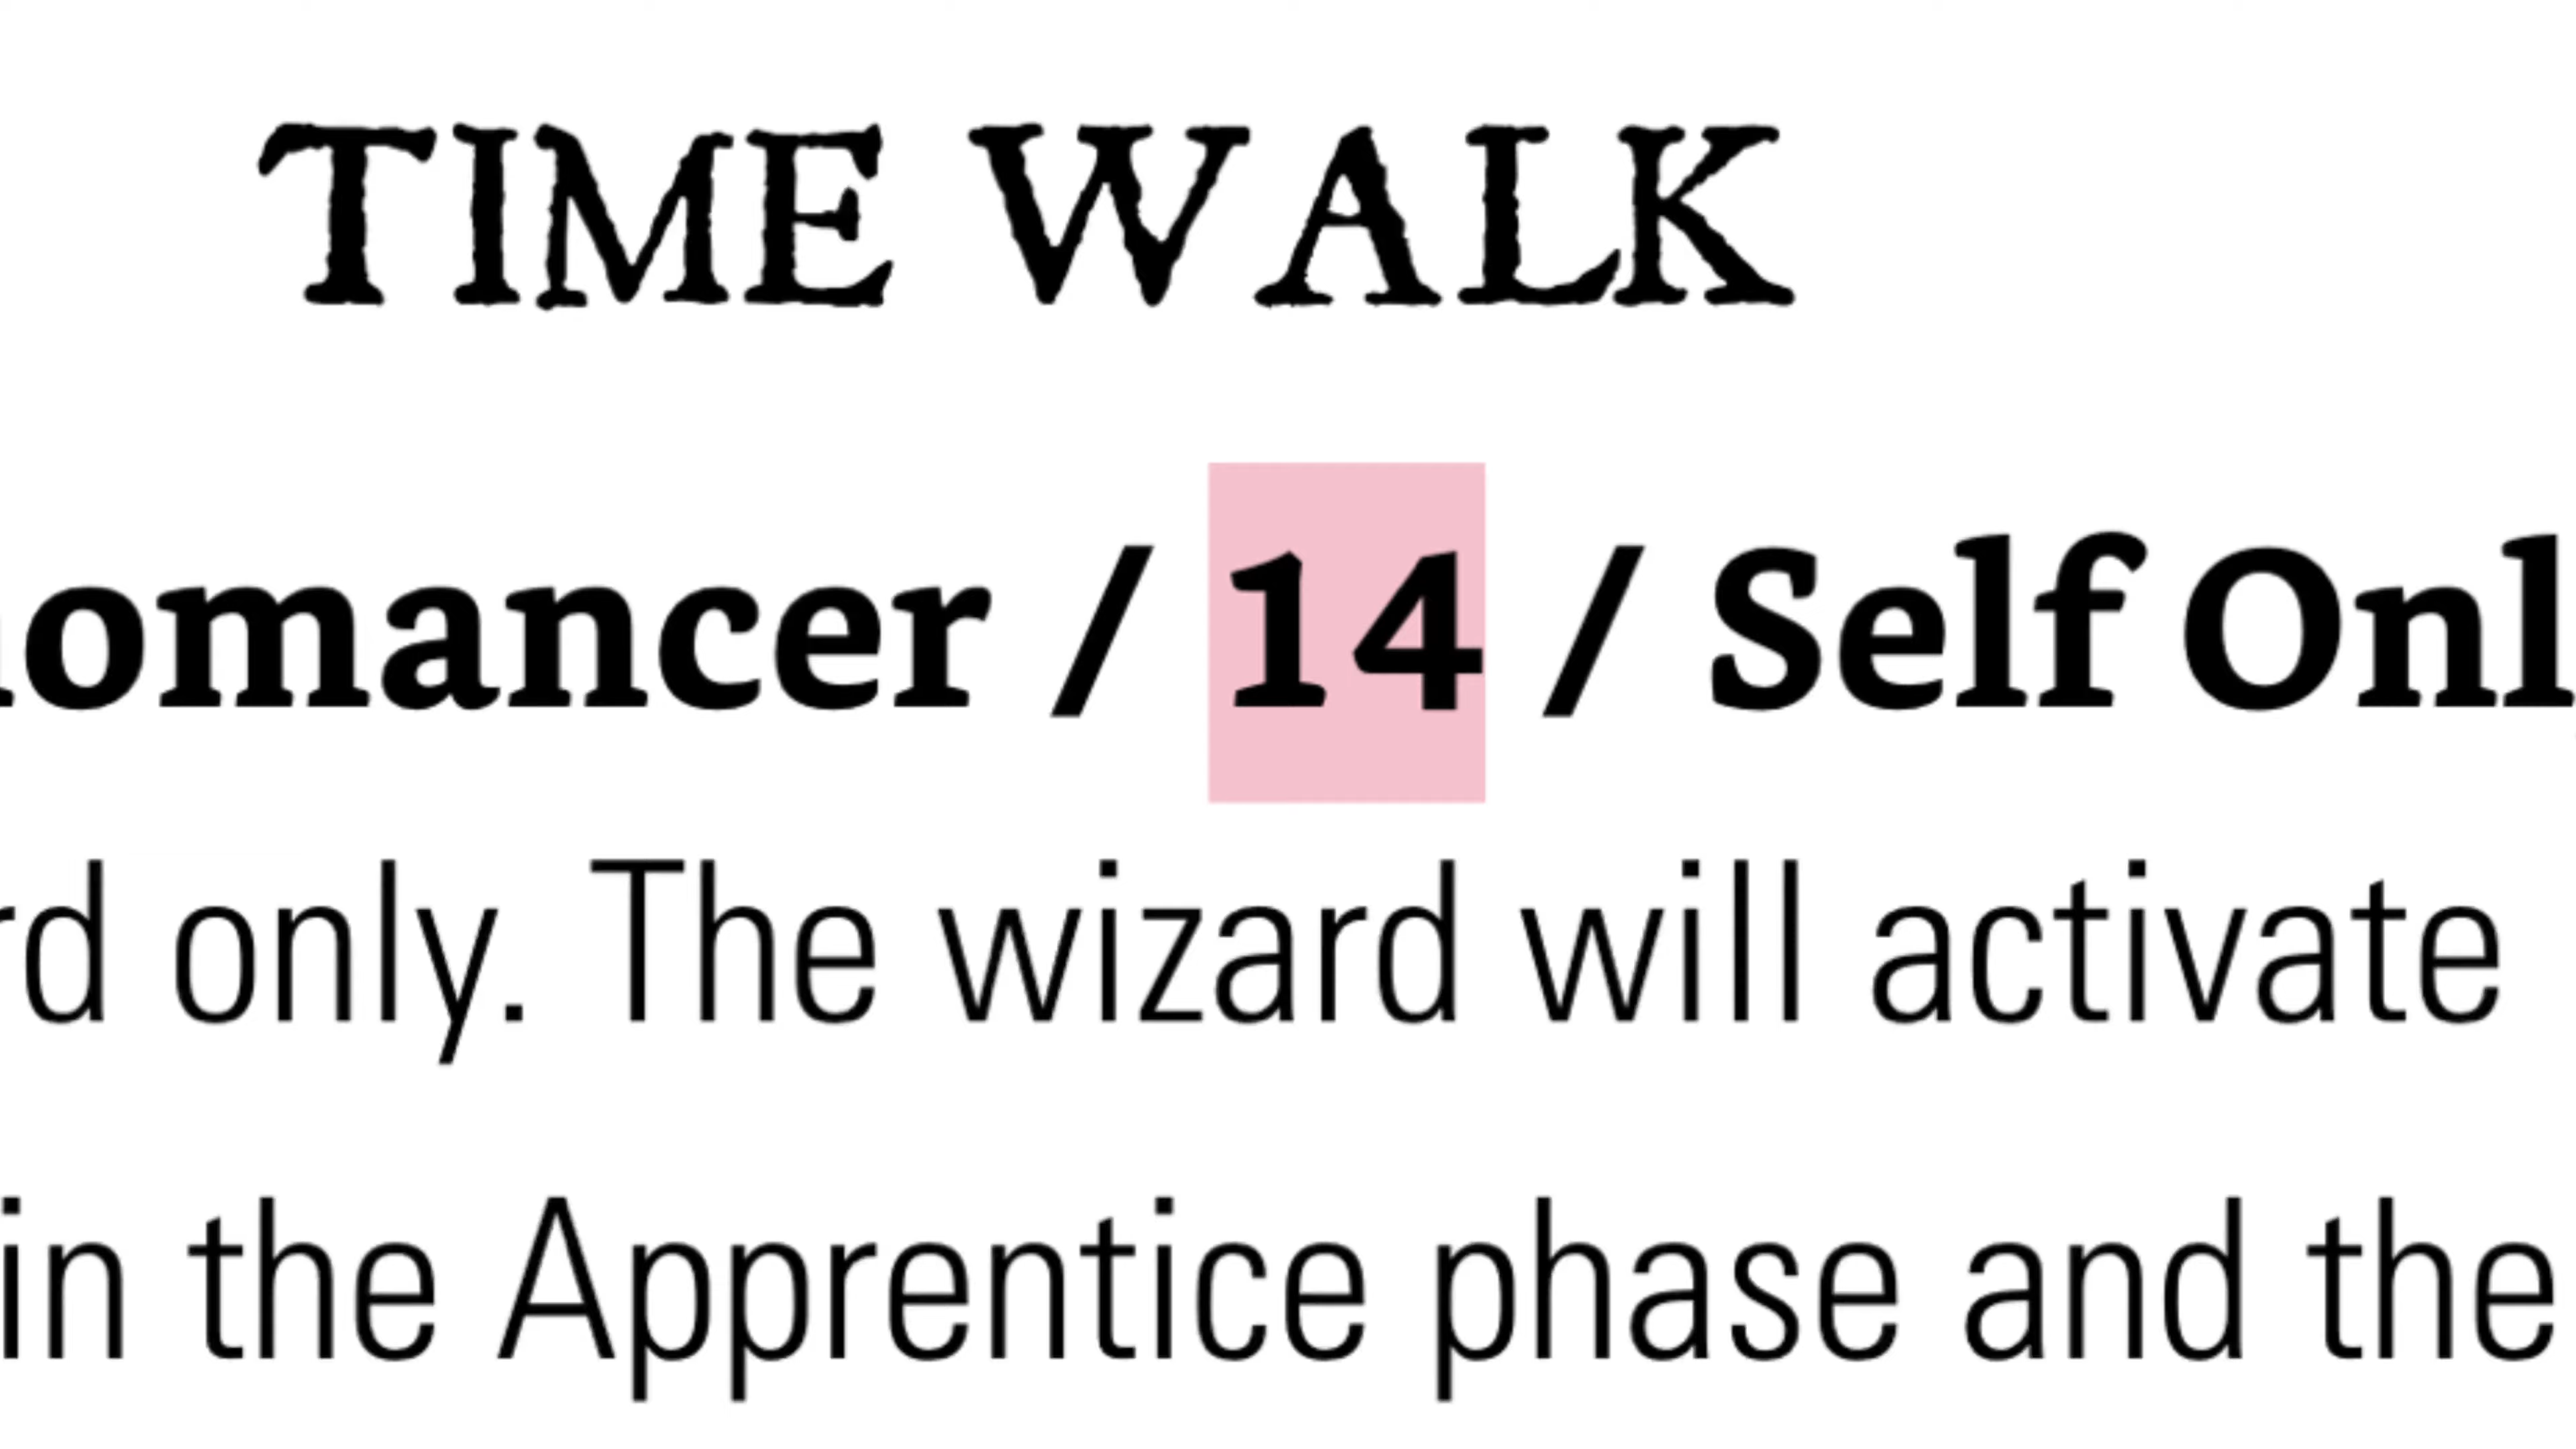 TIME WALK
omancer / 14 / Self Onl
rd only. The wizard will activate
in the Apprentice phase and the